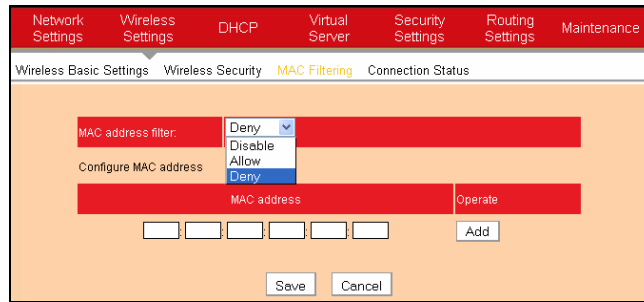 Network Settings Wireless Settings DHCP Virtual Server Security Settings Routing Settings Maintenance
Wireless Basic Settings Wireless Security MAC Filtering Connection Status
MAC address filter: Deny
Disable
Configure MAC address Allow
Deny
MAC address Operate
: : : : : Add
Save Cancel